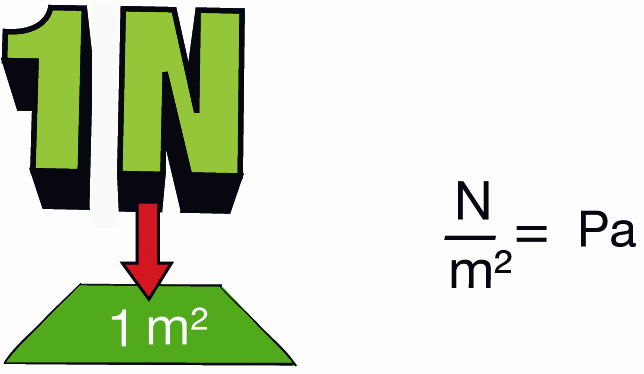 1N
1 m²
N
m² = Pa